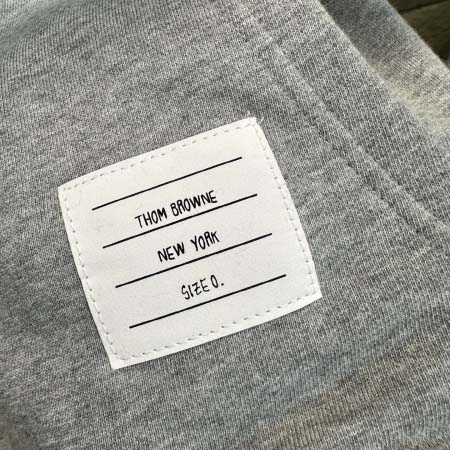 THOM BROWNE
NEW YORK
SIZE 0.